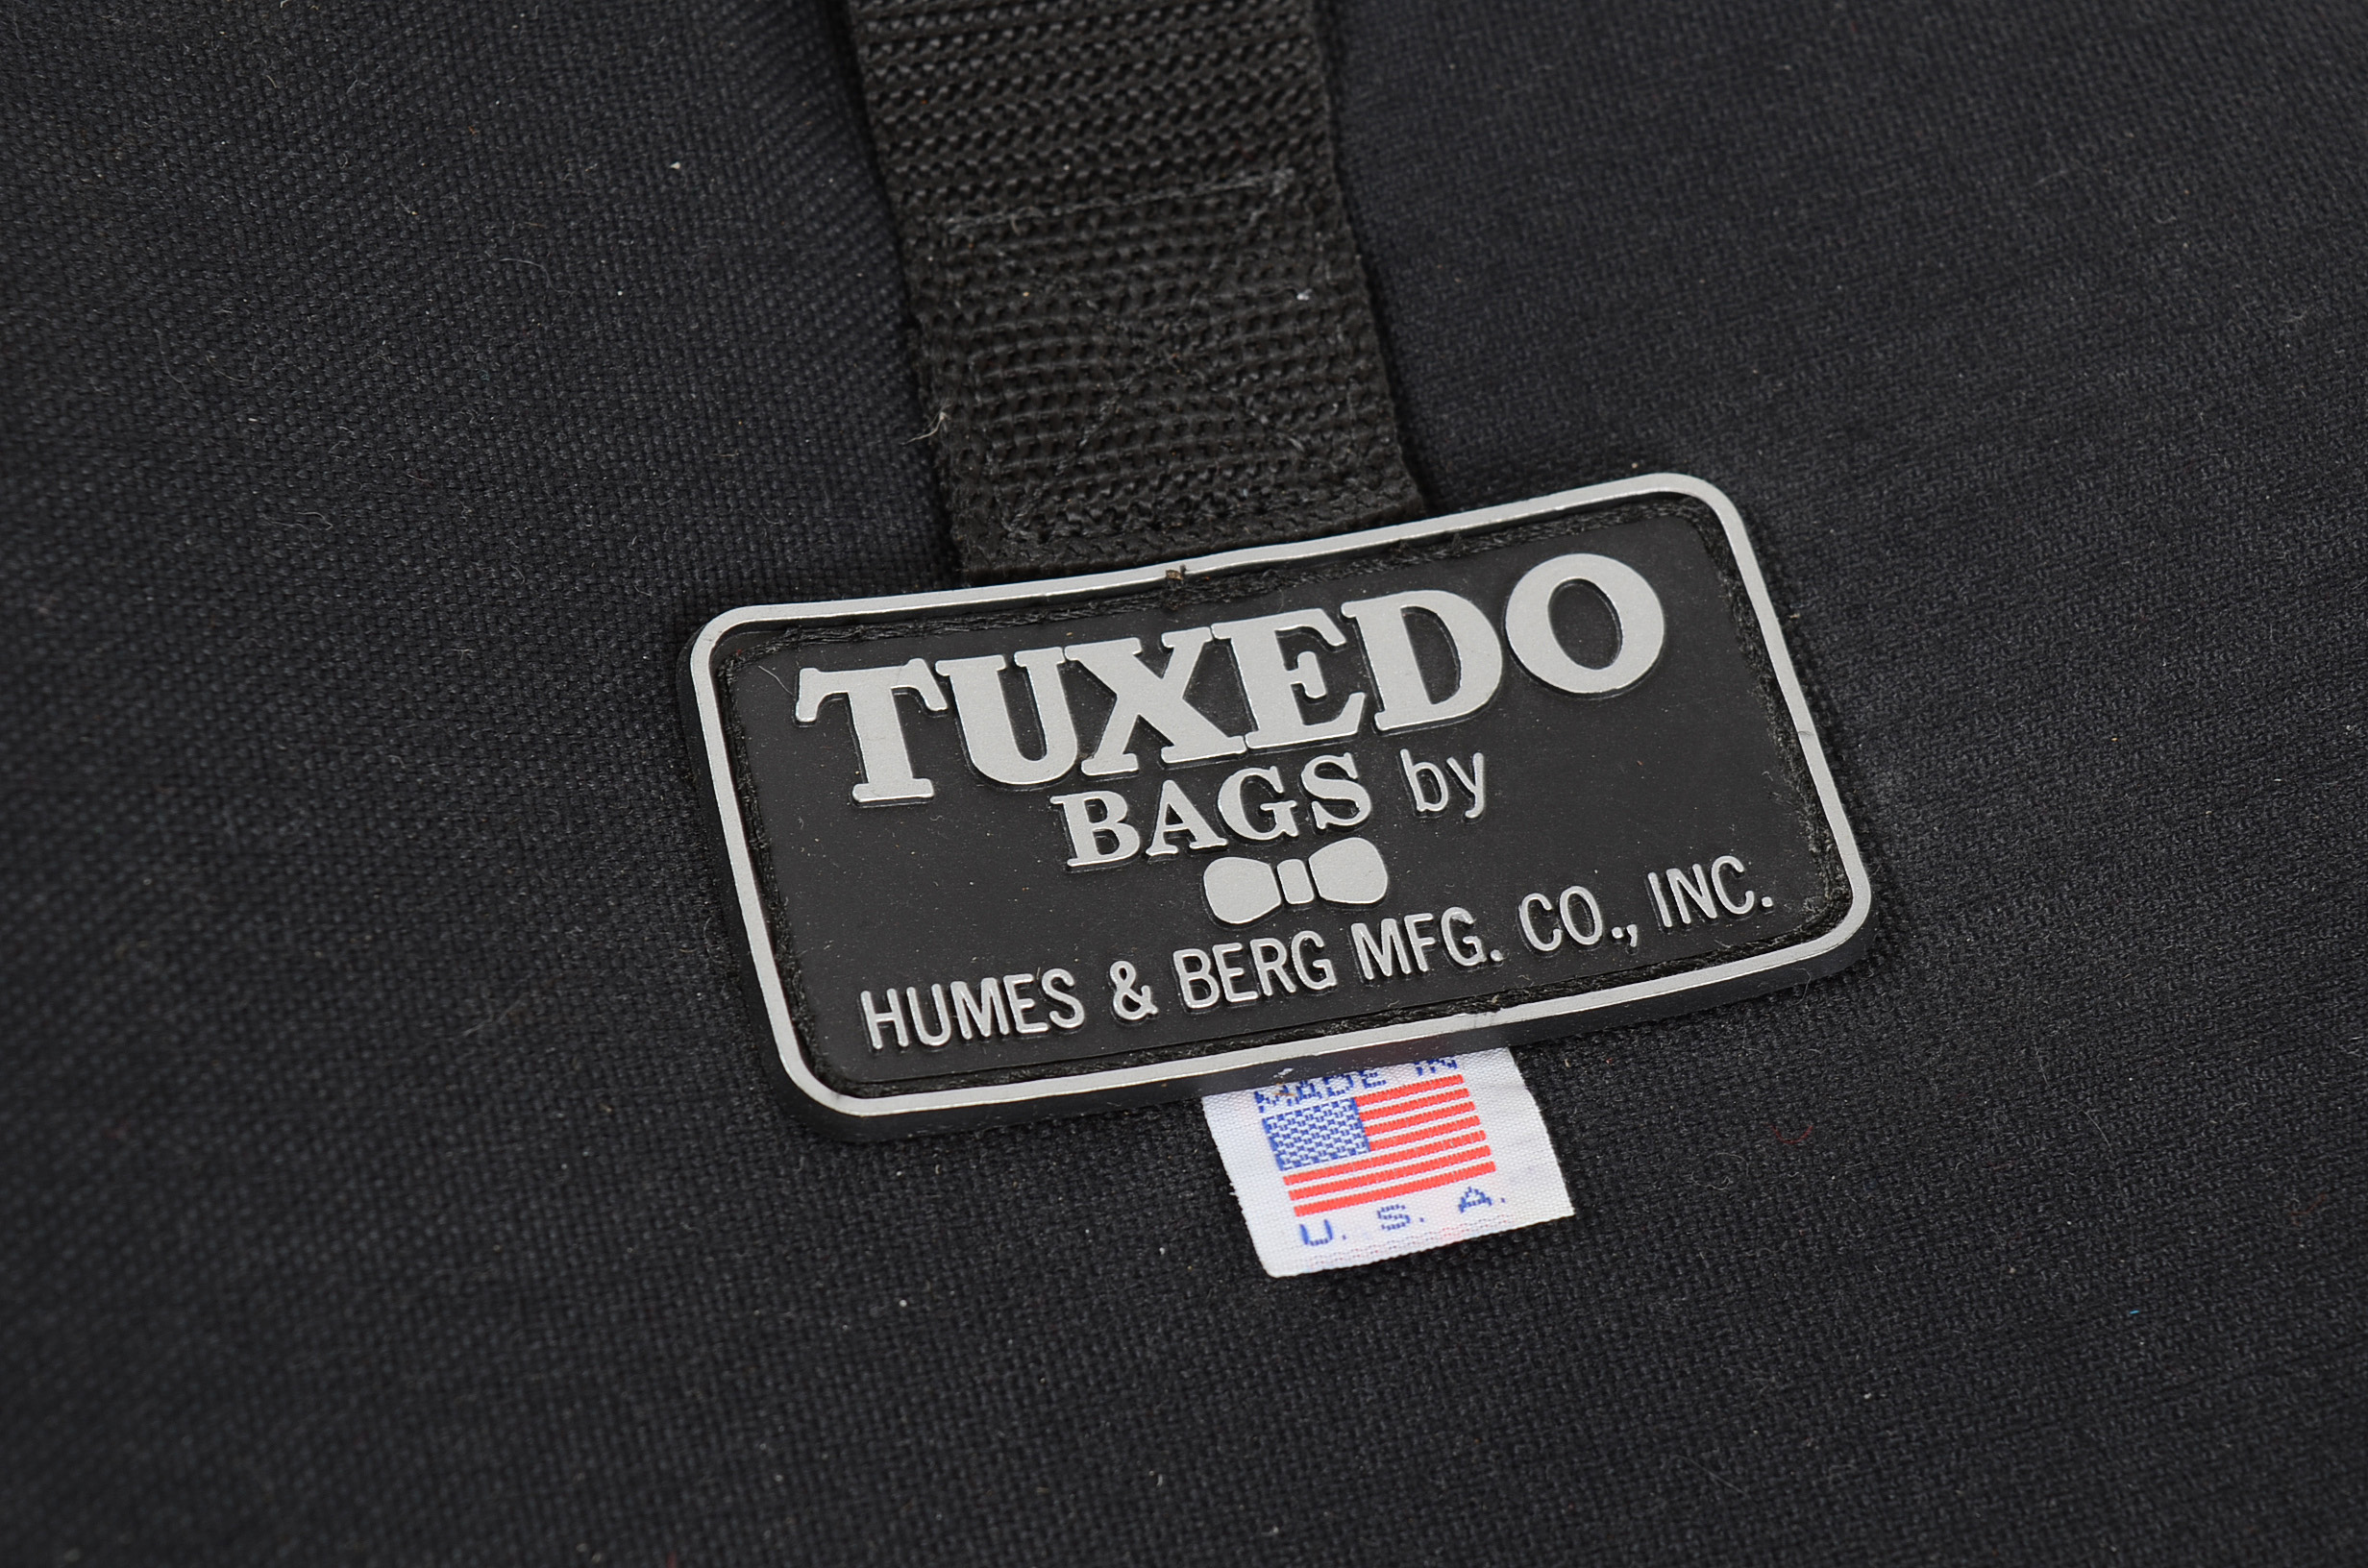 TUXEDO
BAGS by
HUMES & BERG MFG. CO., INC.
MADE IN
U. S. A.